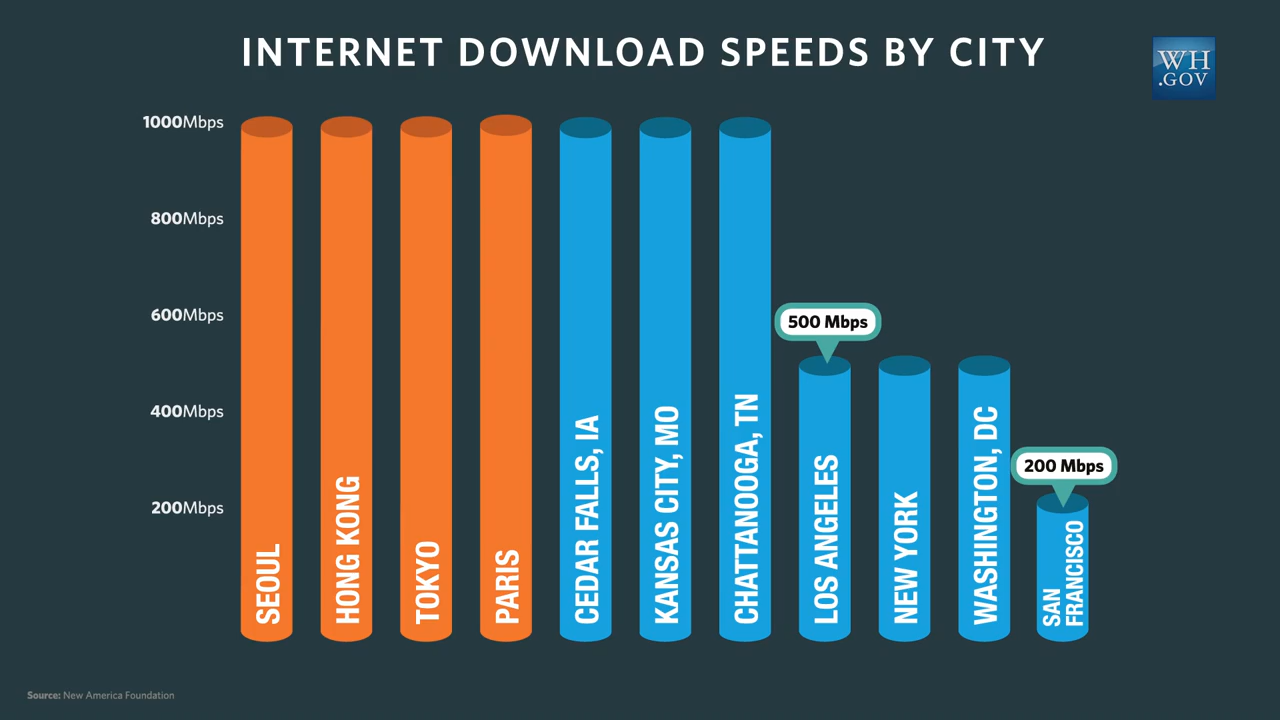 INTERNET DOWNLOAD SPEEDS BY CITY
WH
.GOV
1000Mbps
800Mbps
600Mbps
400Mbps
200Mbps
500 Mbps
200 Mbps
SEOUL
HONG KONG
TOKYO
PARIS
CEDAR FALLS, IA
KANSAS CITY, MO
CHATTANOOGA, TN
LOS ANGELES
NEW YORK
WASHINGTON, DC
SAN
FRANCISCO
Source: New America Foundation